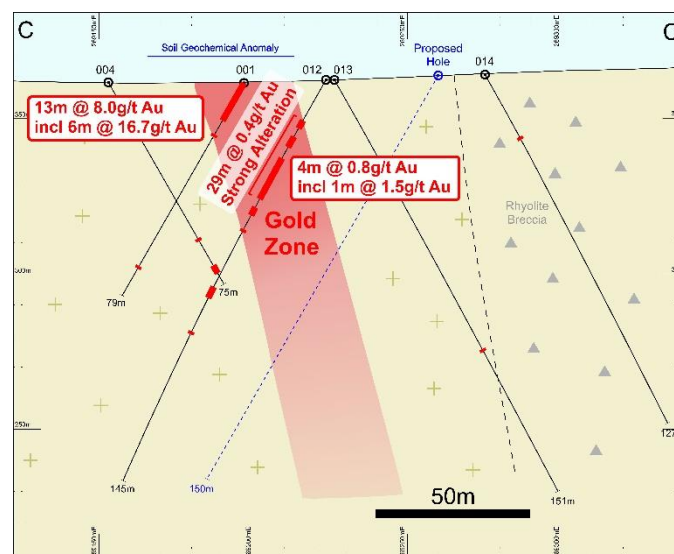 C
C
Soil Geochemical Anomaly
Proposed
Hole
004
001
012
013
014
13m @ 8.0g/t Au
incl 6m @ 16.7g/t Au
29m @ 0.4g/t Au
Strong Alteration
4m @ 0.8g/t Au
incl 1m @ 1.5g/t Au
Gold
Zone
Rhyolite
Breccia
79m
75m
145m
150m
151m
127
50m